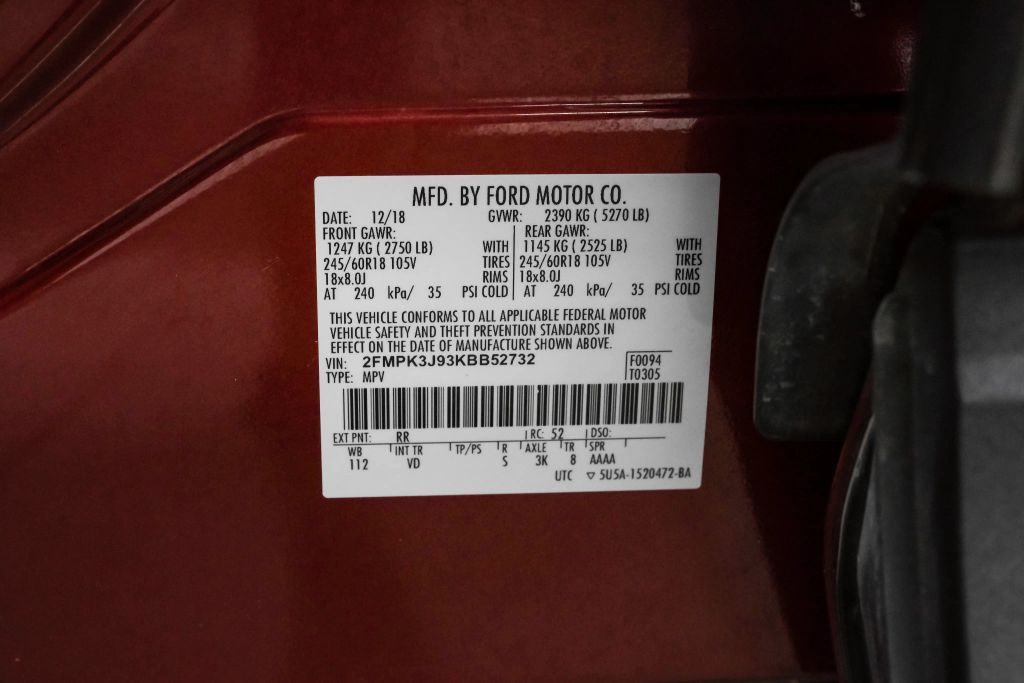 MFD. BY FORD MOTOR CO.
DATE: 12/18 GVWR: 2390 KG ( 5270 LB)
FRONT GAWR: REAR GAWR:
1247 KG ( 2750 LB) WITH 1145 KG ( 2525 LB) WITH
245/60R18 105V TIRES 245/60R18 105V TIRES
18x8.0J RIMS 18x8.0J RIMS
AT 240 kPa/ 35 PSI COLD AT 240 kPa/ 35 PSI COLD
THIS VEHICLE CONFORMS TO ALL APPLICABLE FEDERAL MOTOR
VEHICLE SAFETY AND THEFT PREVENTION STANDARDS IN
EFFECT ON THE DATE OF MANUFACTURE SHOWN ABOVE.
VIN: 2FMPK3J93KBB52732 F0094
TYPE: MPV T0305
EXT PNT: RR RC: 52 DSO:
WB INT TR TP/PS R AXLE TR SPR
112 VD S 3K 8 AAAA
UTC ▽ 5U5A-1520472-BA